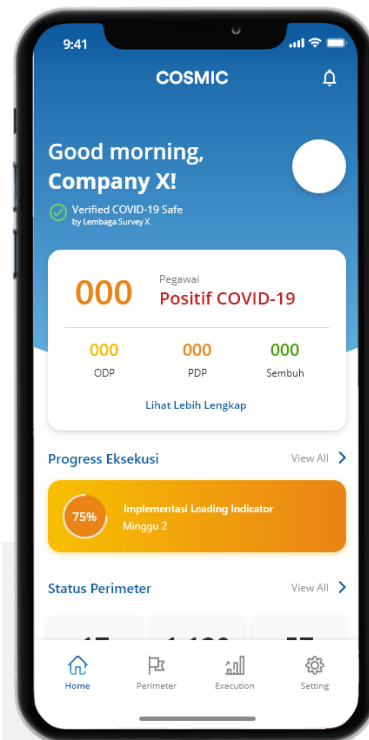 9:41
COSMIC
Good morning,
Company X!
Verified COVID-19 Safe
by Lembaga Survey X
000
Pegawai
Positif COVID-19
000
000
000
ODP
PDP
Sembuh
Lihat Lebih Lengkap
Progress Eksekusi
View All
75%
Implementasi Leading Indicator
Minggu 2
Status Perimeter
View All
Home
Perimeter
Execution
Setting